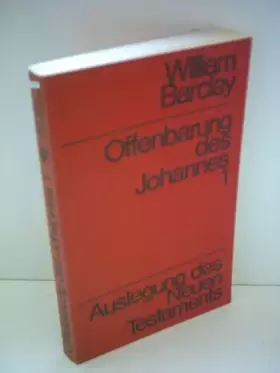 William
Barclay
Offenbarung
des
Johannes
1
Auslegung des
Neuen
Testaments